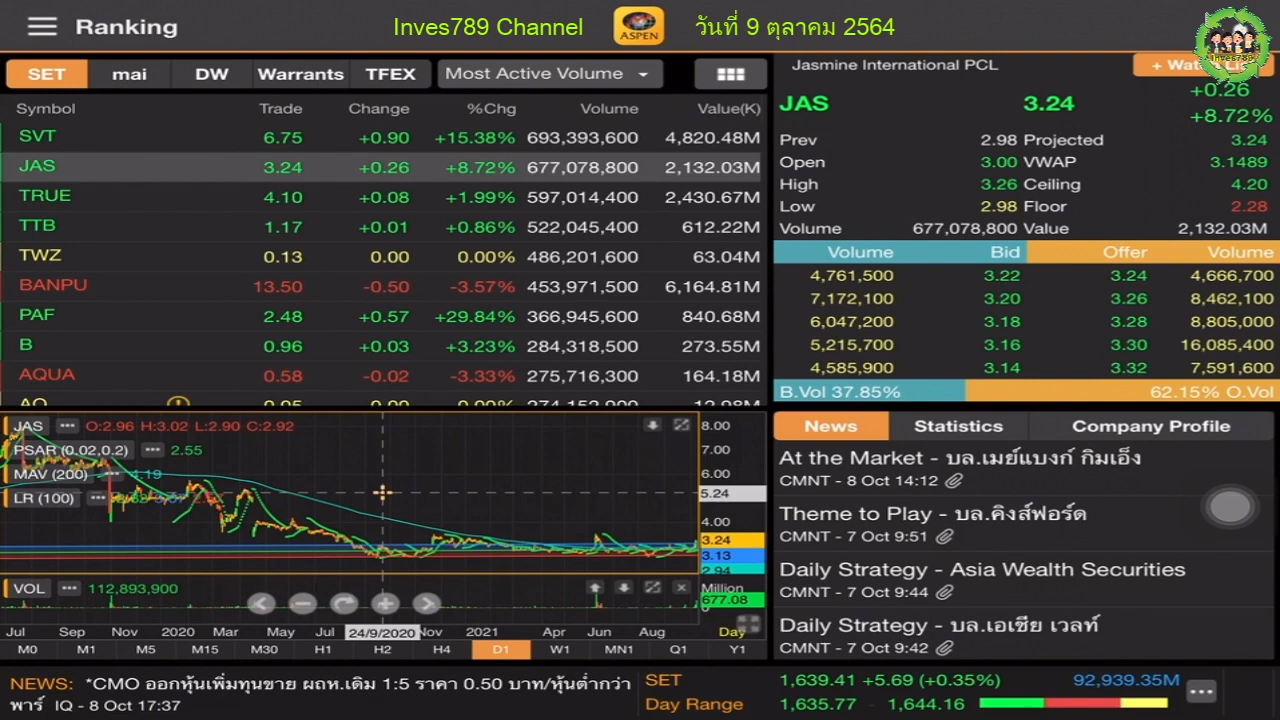 Ranking
Inves789 Channel
ASPEN
วันที่ 9 ตุลาคม 2564
Inves789
SET mai DW Warrants TFEX Most Active Volume
Symbol Trade Change %Chg Volume Value(K)
SVT 6.75 +0.90 +15.38% 693,393,600 4,820.48M
JAS 3.24 +0.26 +8.72% 677,078,800 2,132.03M
TRUE 4.10 +0.08 +1.99% 597,014,400 2,430.67M
TTB 1.17 +0.01 +0.86% 522,045,400 612.22M
TWZ 0.13 0.00 0.00% 486,201,600 63.04M
BANPU 13.50 -0.50 -3.57% 453,971,500 6,164.81M
PAF 2.48 +0.57 +29.84% 366,945,600 840.68M
B 0.96 +0.03 +3.23% 284,318,500 273.55M
AQUA 0.58 -0.02 -3.33% 275,716,300 164.18M
Jasmine International PCL
JAS 3.24 +0.26
+8.72%
Prev 2.98 Projected 3.24
Open 3.00 VWAP 3.1489
High 3.26 Ceiling 4.20
Low 2.98 Floor 2.28
Volume 677,078,800 Value 2,132.03M
Volume Bid Offer Volume
4,761,500 3.22 3.24 4,666,700
7,172,100 3.20 3.26 8,462,100
6,047,200 3.18 3.28 8,805,000
5,215,700 3.16 3.30 16,085,400
4,585,900 3.14 3.32 7,591,600
B.Vol 37.85% 62.15% O.Vol
JAS ••• O:2.96 H:3.02 L:2.90 C:2.92
PSAR (0.02,0.2) ••• 2.55
MAV (200) ••• 4.19
LR (100) •••
8.00
7.00
6.00
5.24
4.00
3.24
3.13
2.94
VOL ••• 112,893,900
Million
677.08
0
Jul Sep Nov 2020 Mar May Jul 24/9/2020 Nov 2021 Apr Jun Aug Day
M0 M1 M5 M15 M30 H1 H2 H4 D1 W1 MN1 Q1 Y1
News Statistics Company Profile
At the Market - บล.เมย์แบงก์ กิมเอ็ง
CMNT - 8 Oct 14:12
Theme to Play - บล.คิงส์ฟอร์ด
CMNT - 7 Oct 9:51
Daily Strategy - Asia Wealth Securities
CMNT - 7 Oct 9:44
Daily Strategy - บล.เอเซีย เวลท์
CMNT - 7 Oct 9:42
NEWS: *CMO ออกหุ้นเพิ่มทุนขาย ผถห.เดิม 1:5 ราคา 0.50 บาท/หุ้นต่ำกว่า
พาร์ IQ - 8 Oct 17:37
SET 1,639.41 +5.69 (+0.35%) 92,939.35M
Day Range 1,635.77 - 1,644.16